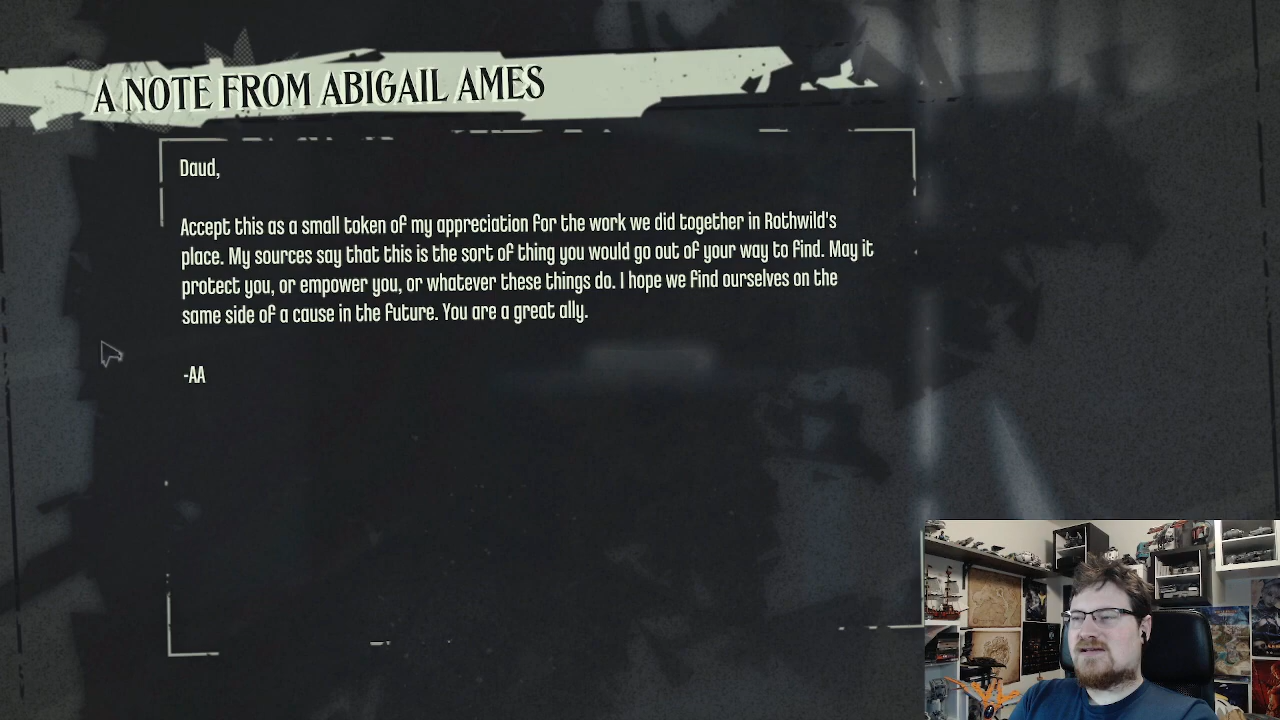 A NOTE FROM ABIGAIL AMES
Daud,
Accept this as a small token of my appreciation for the work we did together in Rothwild's
place. My sources say that this is the sort of thing you would go out of your way to find. May it
protect you, or empower you, or whatever these things do. I hope we find ourselves on the
same side of a cause in the future. You are a great ally.
-AA